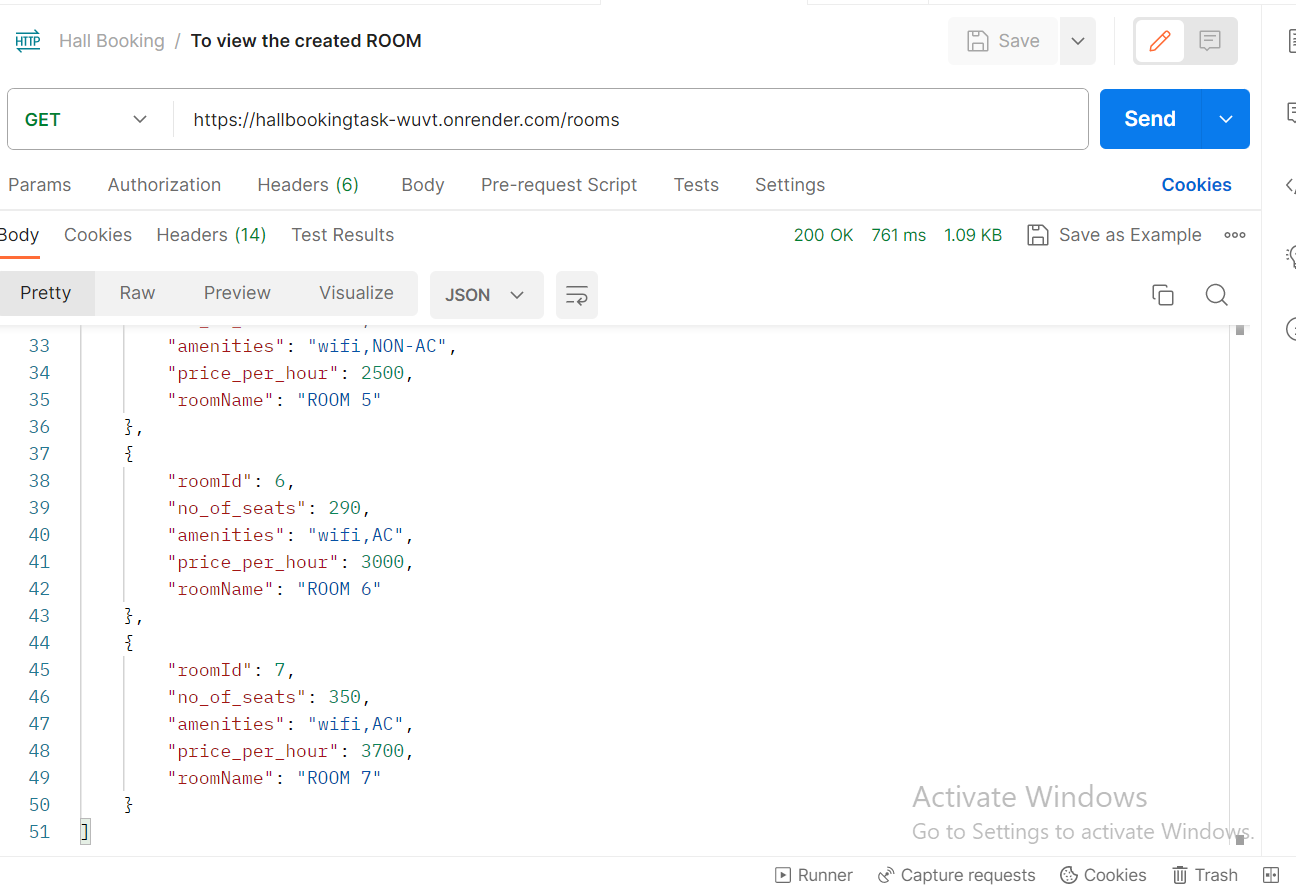 HTTP Hall Booking / To view the created ROOM Save
GET https://hallbookingtask-wuvt.onrender.com/rooms Send
Params Authorization Headers (6) Body Pre-request Script Tests Settings Cookies
Body Cookies Headers (14) Test Results 200 OK 761 ms 1.09 KB Save as Example
Pretty Raw Preview Visualize JSON
33 "amenities": "wifi,NON-AC",
34 "price_per_hour": 2500,
35 "roomName": "ROOM 5"
36 },
37 {
38 "roomId": 6,
39 "no_of_seats": 290,
40 "amenities": "wifi,AC",
41 "price_per_hour": 3000,
42 "roomName": "ROOM 6"
43 },
44 {
45 "roomId": 7,
46 "no_of_seats": 350,
47 "amenities": "wifi,AC",
48 "price_per_hour": 3700,
49 "roomName": "ROOM 7"
50 }
51 ]
Activate Windows
Go to Settings to activate Windows.
Runner Capture requests Cookies Trash